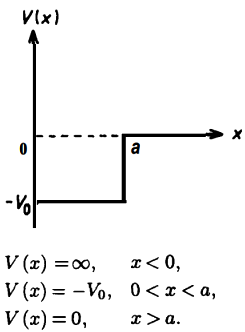 V(x)
x
0
a
-V₀
V (x) = ∞, x < 0,
V (x) = -V₀, 0 < x < a,
V (x) = 0, x > a.